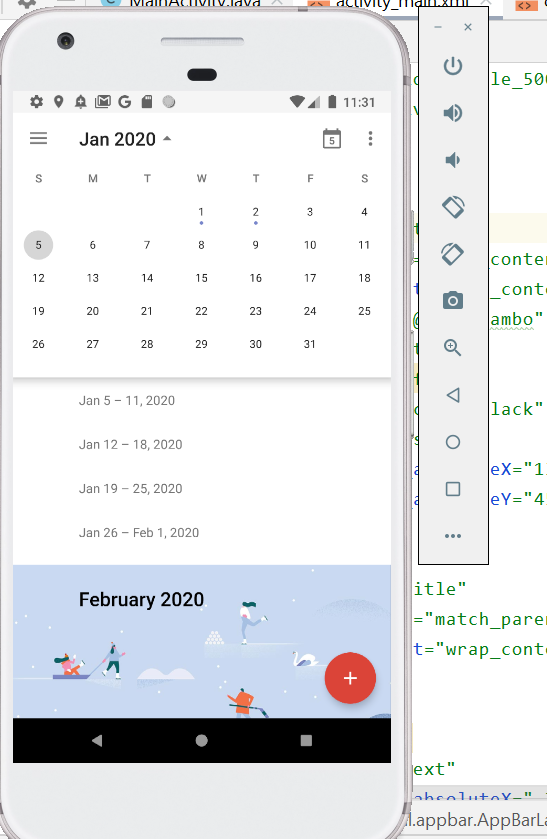 MainActivity.java
activity_main.xml
11:31
Jan 2020
5
S M T W T F S
1 2 3 4
5 6 7 8 9 10 11
12 13 14 15 16 17 18
19 20 21 22 23 24 25
26 27 28 29 30 31
Jan 5 – 11, 2020
Jan 12 – 18, 2020
Jan 19 – 25, 2020
Jan 26 – Feb 1, 2020
February 2020
+
le_500
_conten
_conte
ambo"
lack"
eX="1
eY="4
itle"
="match_paren
t="wrap_conte
ext"
absoluteX="
l.appbar.AppBarLa